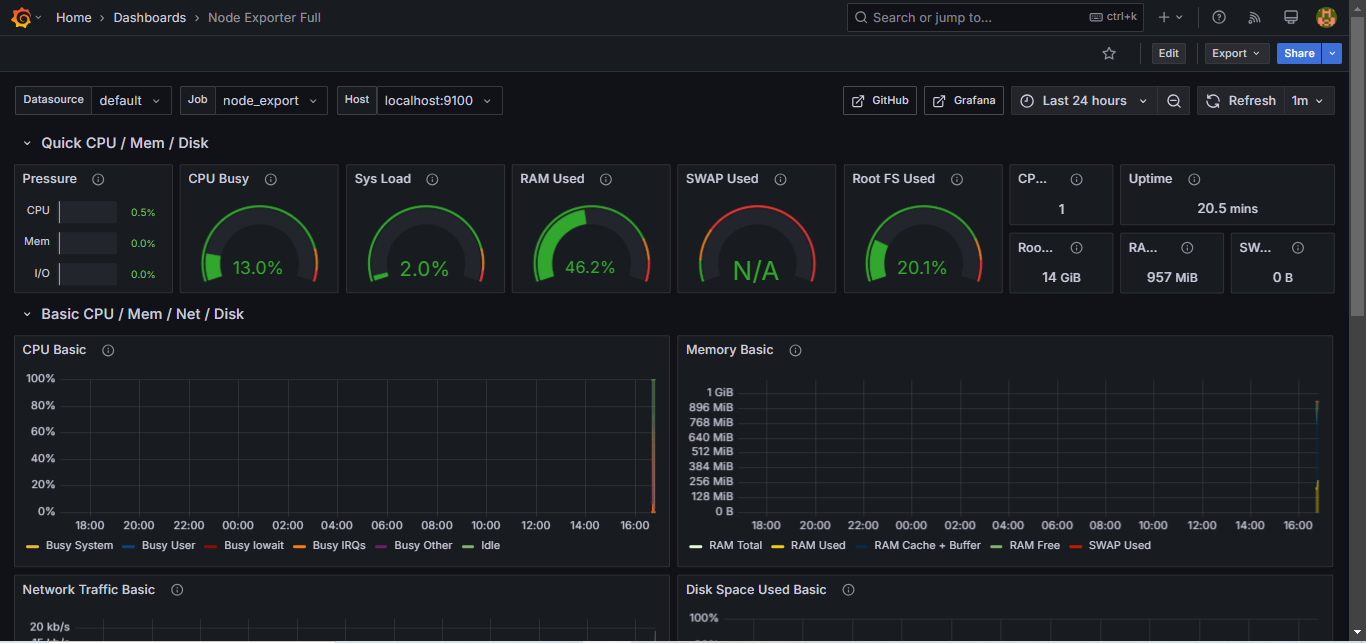 Home › Dashboards › Node Exporter Full
Search or jump to... ctrl+k
Edit Export Share
Datasource default Job node_export Host localhost:9100 GitHub Grafana Last 24 hours Refresh 1m
Quick CPU / Mem / Disk
Pressure
CPU 0.5%
Mem 0.0%
I/O 0.0%
CPU Busy
13.0%
Sys Load
2.0%
RAM Used
46.2%
SWAP Used
N/A
Root FS Used
20.1%
CP...
1
Uptime
20.5 mins
Roo...
14 GiB
RA...
957 MiB
SW...
0 B
Basic CPU / Mem / Net / Disk
CPU Basic
100%
80%
60%
40%
20%
0%
18:00 20:00 22:00 00:00 02:00 04:00 06:00 08:00 10:00 12:00 14:00 16:00
Busy System Busy User Busy Iowait Busy IRQs Busy Other Idle
Memory Basic
1 GiB
896 MiB
768 MiB
640 MiB
512 MiB
384 MiB
256 MiB
128 MiB
0 B
18:00 20:00 22:00 00:00 02:00 04:00 06:00 08:00 10:00 12:00 14:00 16:00
RAM Total RAM Used RAM Cache + Buffer RAM Free SWAP Used
Network Traffic Basic
20 kb/s
Disk Space Used Basic
100%